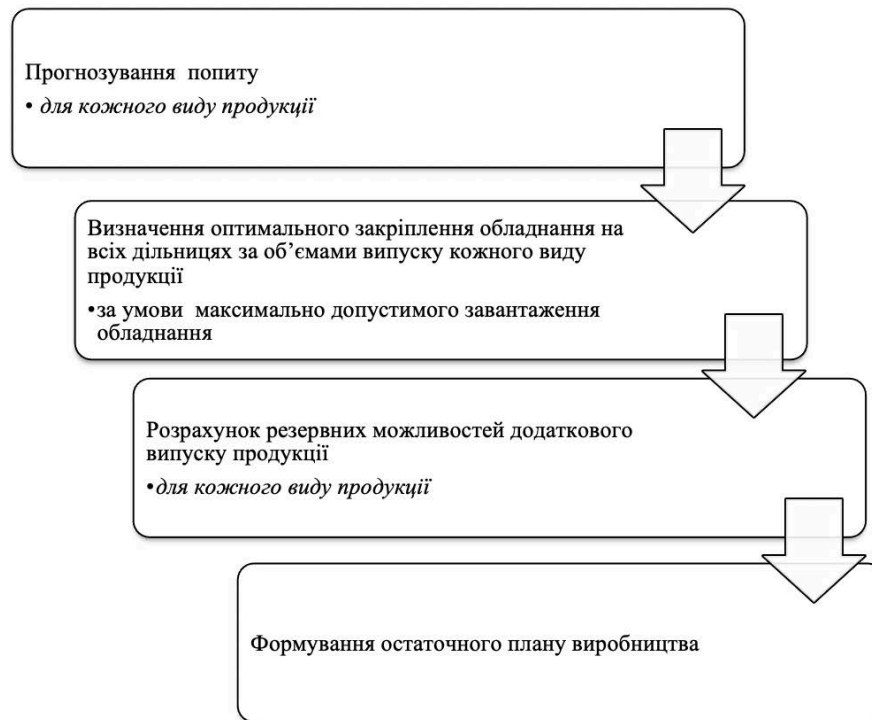 Прогнозування попиту
• для кожного виду продукції
Визначення оптимального закріплення обладнання на
всіх дільницях за об’ємами випуску кожного виду
продукції
•за умови максимально допустимого завантаження
обладнання
Розрахунок резервних можливостей додаткового
випуску продукції
•для кожного виду продукції
Формування остаточного плану виробництва